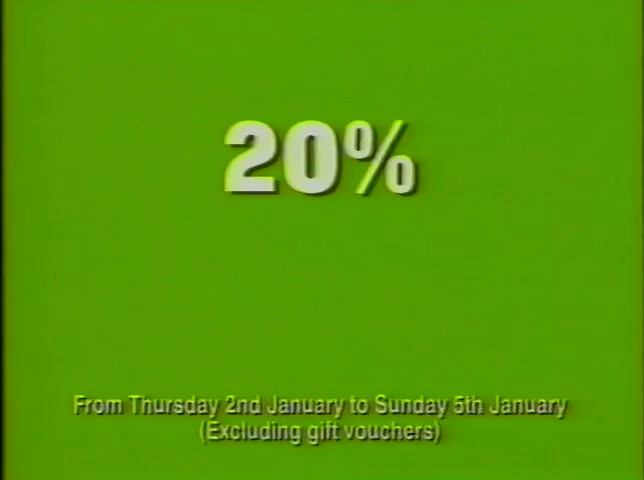 20%
From Thursday 2nd January to Sunday 5th January
(Excluding gift vouchers)